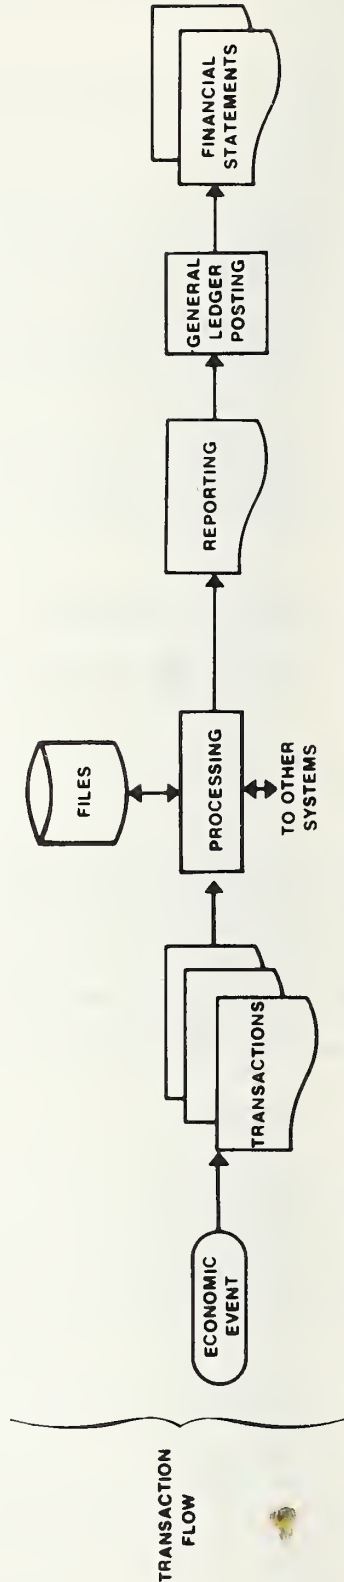 TRANSACTION
FLOW
ECONOMIC
EVENT
TRANSACTIONS
FILES
PROCESSING
TO OTHER
SYSTEMS
REPORTING
GENERAL
LEDGER
POSTING
FINANCIAL
STATEMENTS